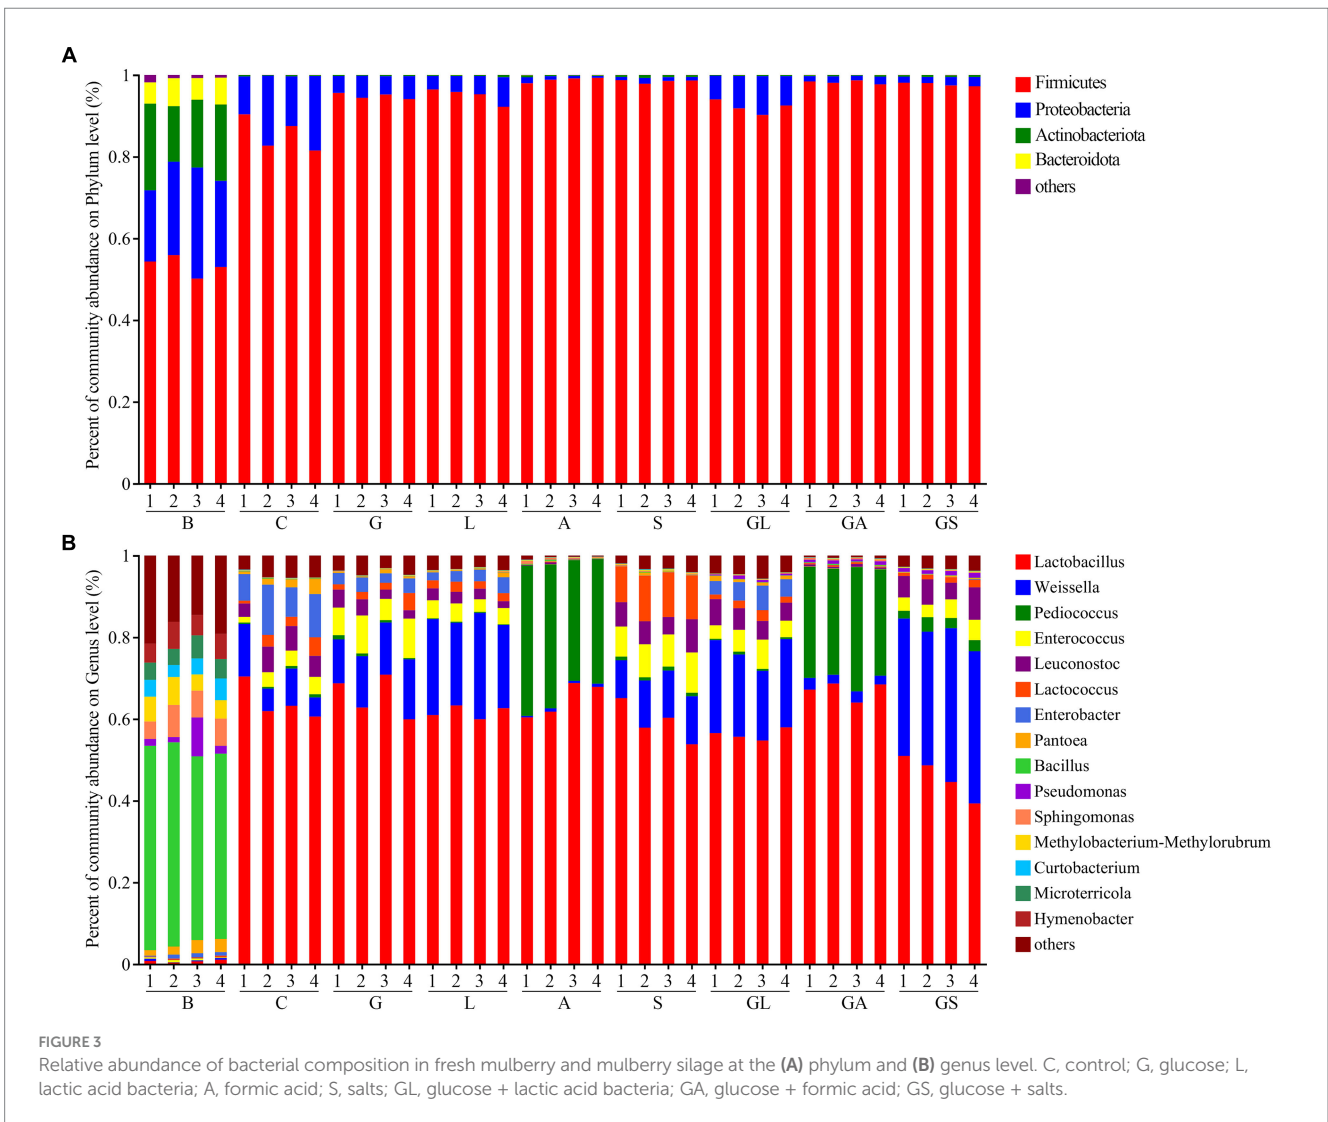 A
Percent of community abundance on Phylum level (%)
1
0.8
0.6
0.4
0.2
0
1 2 3 4 1 2 3 4 1 2 3 4 1 2 3 4 1 2 3 4 1 2 3 4 1 2 3 4 1 2 3 4 1 2 3 4
B C G L A S GL GA GS
Firmicutes
Proteobacteria
Actinobacteriota
Bacteroidota
others
B
Percent of community abundance on Genus level (%)
1
0.8
0.6
0.4
0.2
0
1 2 3 4 1 2 3 4 1 2 3 4 1 2 3 4 1 2 3 4 1 2 3 4 1 2 3 4 1 2 3 4 1 2 3 4
B C G L A S GL GA GS
Lactobacillus
Weissella
Pediococcus
Enterococcus
Leuconostoc
Lactococcus
Enterobacter
Pantoea
Bacillus
Pseudomonas
Sphingomonas
Methylobacterium-Methylorubrum
Curtobacterium
Microterricola
Hymenobacter
others
FIGURE 3
Relative abundance of bacterial composition in fresh mulberry and mulberry silage at the (A) phylum and (B) genus level. C, control; G, glucose; L,
lactic acid bacteria; A, formic acid; S, salts; GL, glucose + lactic acid bacteria; GA, glucose + formic acid; GS, glucose + salts.